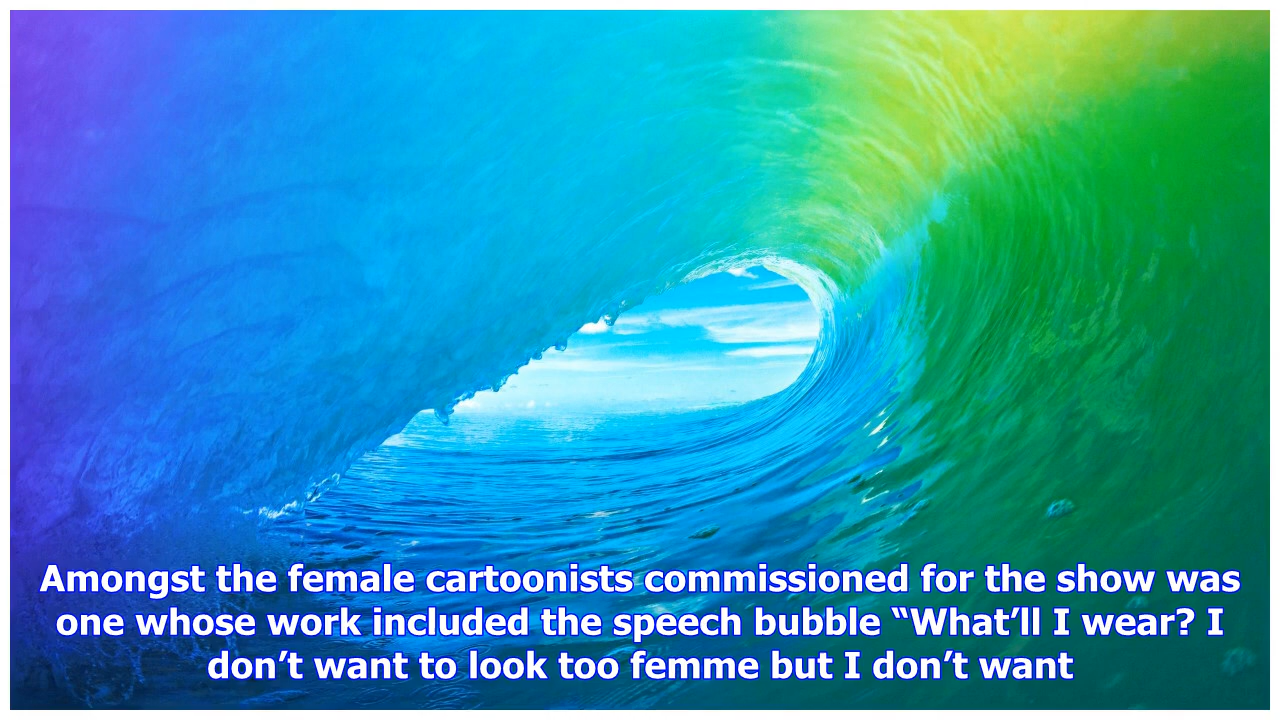 Amongst the female cartoonists commissioned for the show was
one whose work included the speech bubble “What’ll I wear? I
don’t want to look too femme but I don’t want